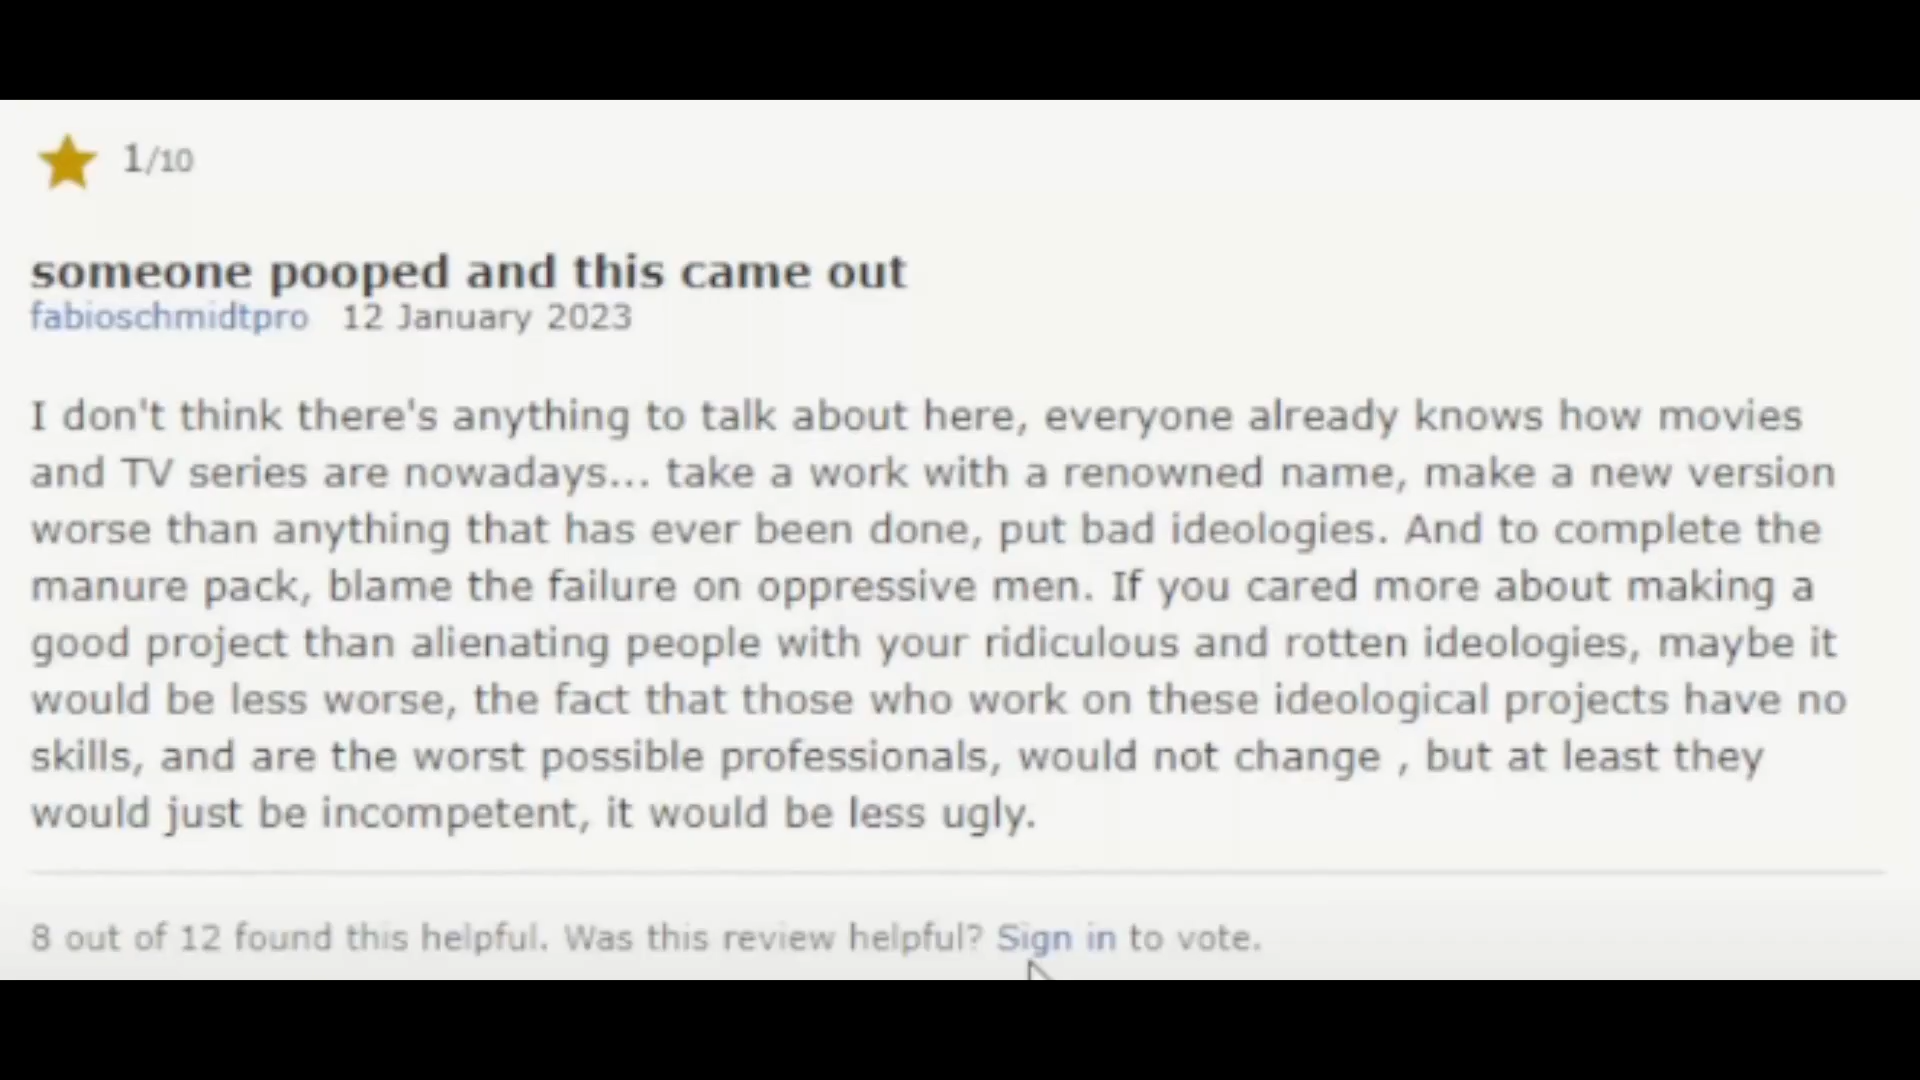 1/10
someone pooped and this came out
fabioschmidtpro 12 January 2023
I don't think there's anything to talk about here, everyone already knows how movies
and TV series are nowadays... take a work with a renowned name, make a new version
worse than anything that has ever been done, put bad ideologies. And to complete the
manure pack, blame the failure on oppressive men. If you cared more about making a
good project than alienating people with your ridiculous and rotten ideologies, maybe it
would be less worse, the fact that those who work on these ideological projects have no
skills, and are the worst possible professionals, would not change , but at least they
would just be incompetent, it would be less ugly.
8 out of 12 found this helpful. Was this review helpful? Sign in to vote.